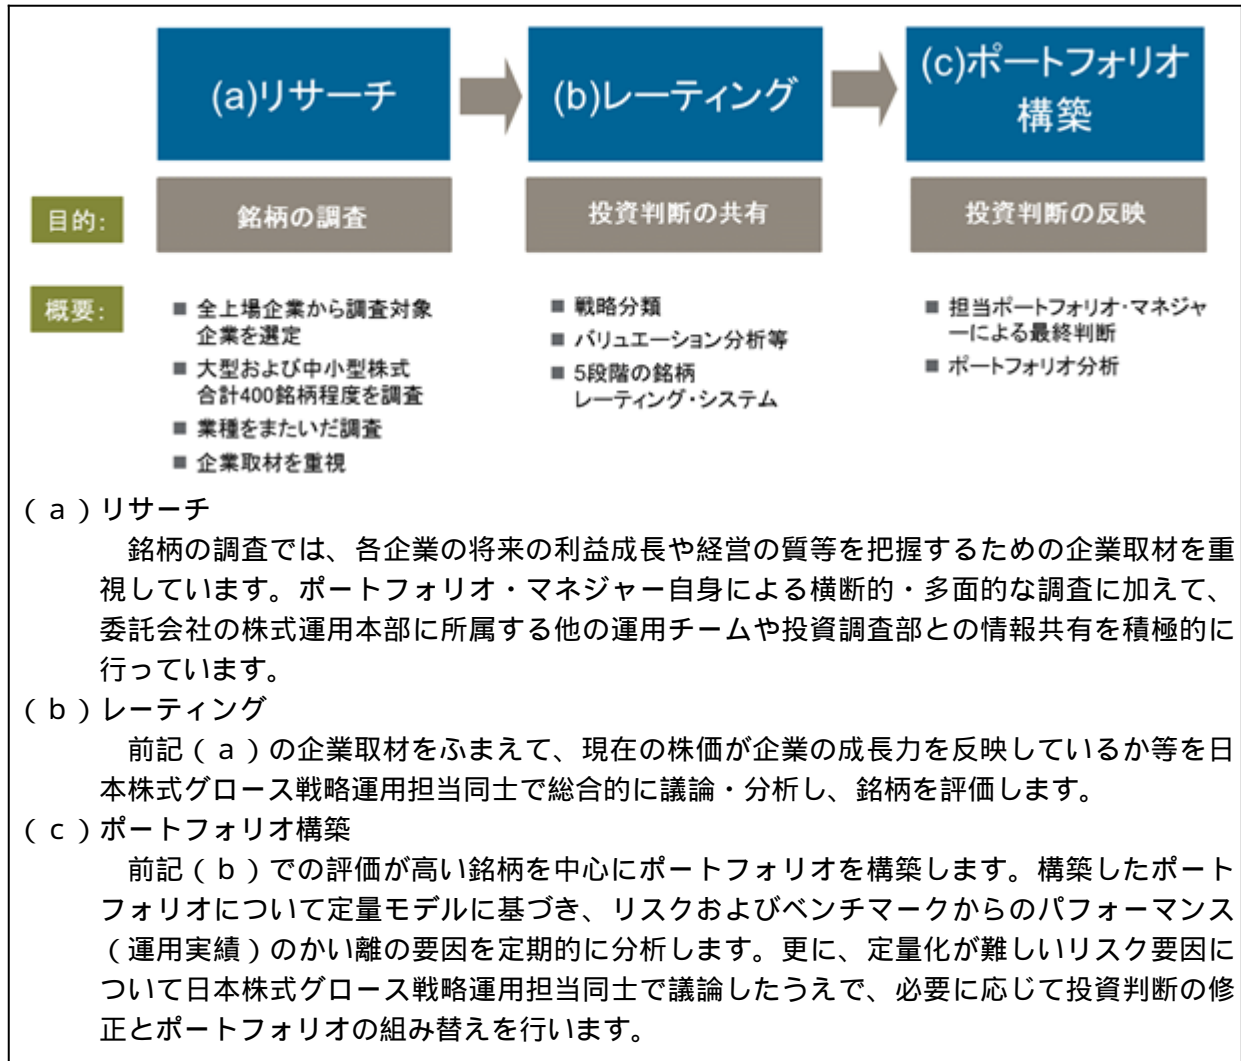 (a)リサーチ
(b)レーティング
(c)ポートフォリオ
構築
目的:
銘柄の調査
投資判断の共有
投資判断の反映
概要:
■ 全上場企業から調査対象
企業を選定
■ 大型および中小型株式
合計400銘柄程度を調査
■ 業種をまたいだ調査
■ 企業取材を重視
■ 戦略分類
■ バリュエーション分析等
■ 5段階の銘柄
レーティング・システム
■ 担当ポートフォリオ・マネジャ
ーによる最終判断
■ ポートフォリオ分析
(a)リサーチ
銘柄の調査では、各企業の将来の利益成長や経営の質等を把握するための企業取材を重
視しています。ポートフォリオ・マネジャー自身による横断的・多面的な調査に加えて、
委託会社の株式運用本部に所属する他の運用チームや投資調査部との情報共有を積極的に
行っています。
(b)レーティング
前記(a)の企業取材をふまえて、現在の株価が企業の成長力を反映しているか等を日
本株式グロース戦略運用担当同士で総合的に議論・分析し、銘柄を評価します。
(c)ポートフォリオ構築
前記(b)での評価が高い銘柄を中心にポートフォリオを構築します。構築したポート
フォリオについて定量モデルに基づき、リスクおよびベンチマークからのパフォーマンス
(運用実績)のかい離の要因を定期的に分析します。更に、定量化が難しいリスク要因に
ついて日本株式グロース戦略運用担当同士で議論したうえで、必要に応じて投資判断の修
正とポートフォリオの組み替えを行います。